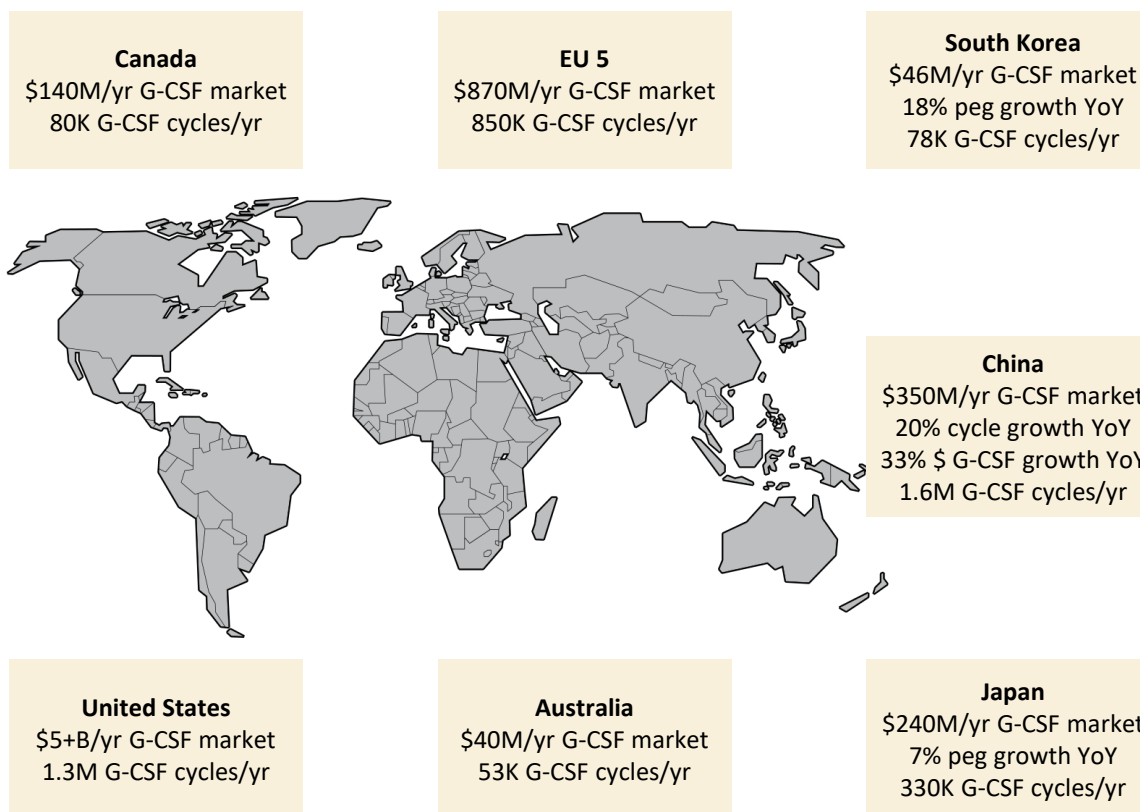 Canada
$140M/yr G-CSF market
80K G-CSF cycles/yr
EU 5
$870M/yr G-CSF market
850K G-CSF cycles/yr
South Korea
$46M/yr G-CSF market
18% peg growth YoY
78K G-CSF cycles/yr
China
$350M/yr G-CSF market
20% cycle growth YoY
33% $ G-CSF growth YoY
1.6M G-CSF cycles/yr
United States
$5+B/yr G-CSF market
1.3M G-CSF cycles/yr
Australia
$40M/yr G-CSF market
53K G-CSF cycles/yr
Japan
$240M/yr G-CSF market
7% peg growth YoY
330K G-CSF cycles/yr